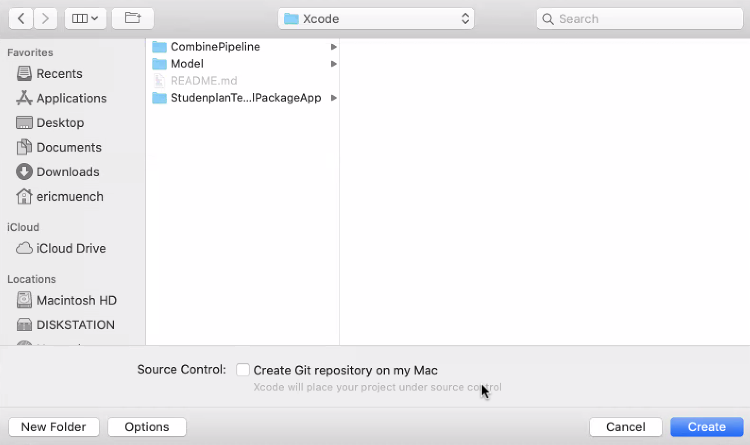 Xcode
Search
Favorites
Recents
Applications
Desktop
Documents
Downloads
ericmuench
iCloud
iCloud Drive
Locations
Macintosh HD
DISKSTATION
CombinePipeline
Model
README.md
StudenplanTe...lPackageApp
Source Control:
Create Git repository on my Mac
Xcode will place your project under source control
New Folder
Options
Cancel
Create